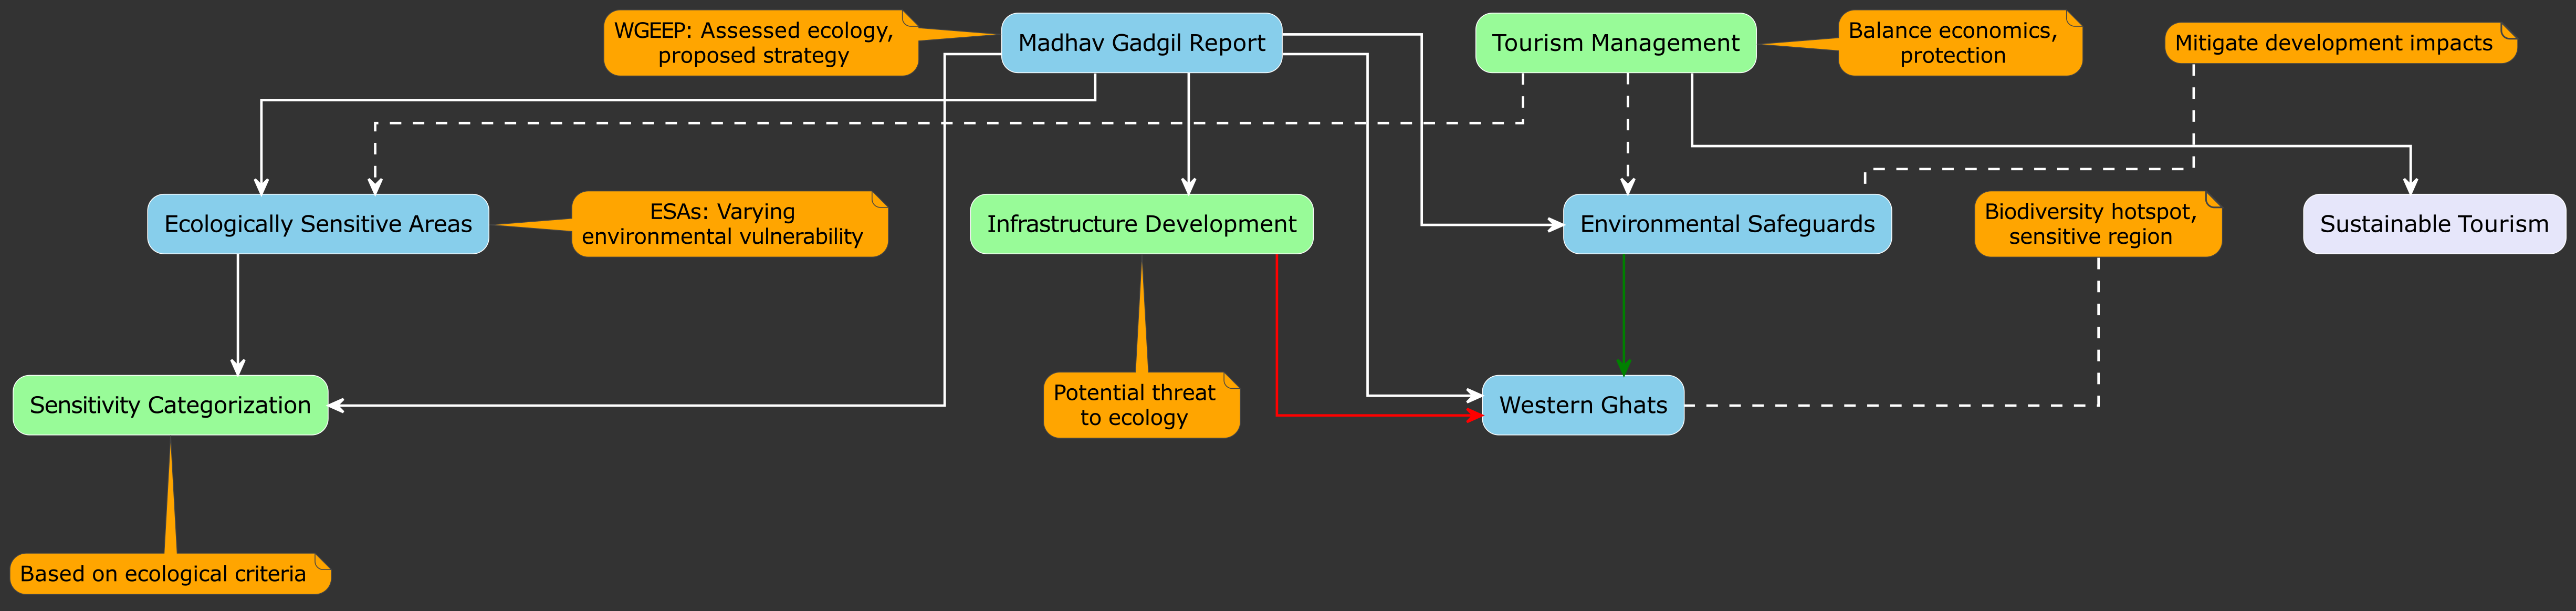 WGEEP: Assessed ecology,
proposed strategy
Madhav Gadgil Report
Tourism Management
Balance economics,
protection
Mitigate development impacts
Ecologically Sensitive Areas
ESAs: Varying
environmental vulnerability
Infrastructure Development
Environmental Safeguards
Biodiversity hotspot,
sensitive region
Sustainable Tourism
Sensitivity Categorization
Potential threat
to ecology
Western Ghats
Based on ecological criteria